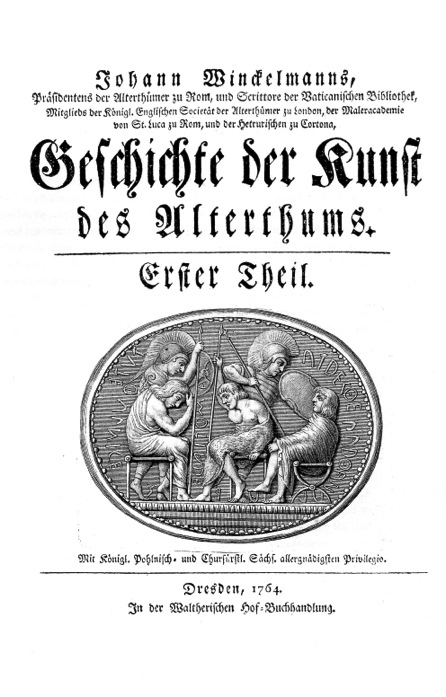 Johann Winckelmanns,
Präsidentens der Alterthümer zu Rom, und Scrittore der Vaticanischen Bibliothek,
Mitglieds der Königl. Englischen Societät der Alterthümer zu London, der Maleracademie
von St. Luca zu Rom, und der Hetrurischen zu Cortona,
Geschichte der Kunst
des Alterthums.
Erster Theil.
Mit Königl. Pohlnisch- und Churfürstl. Sächs. allergnädigsten Privilegio.
Dresden, 1764.
In der Waltherischen Hof-Buchhandlung.